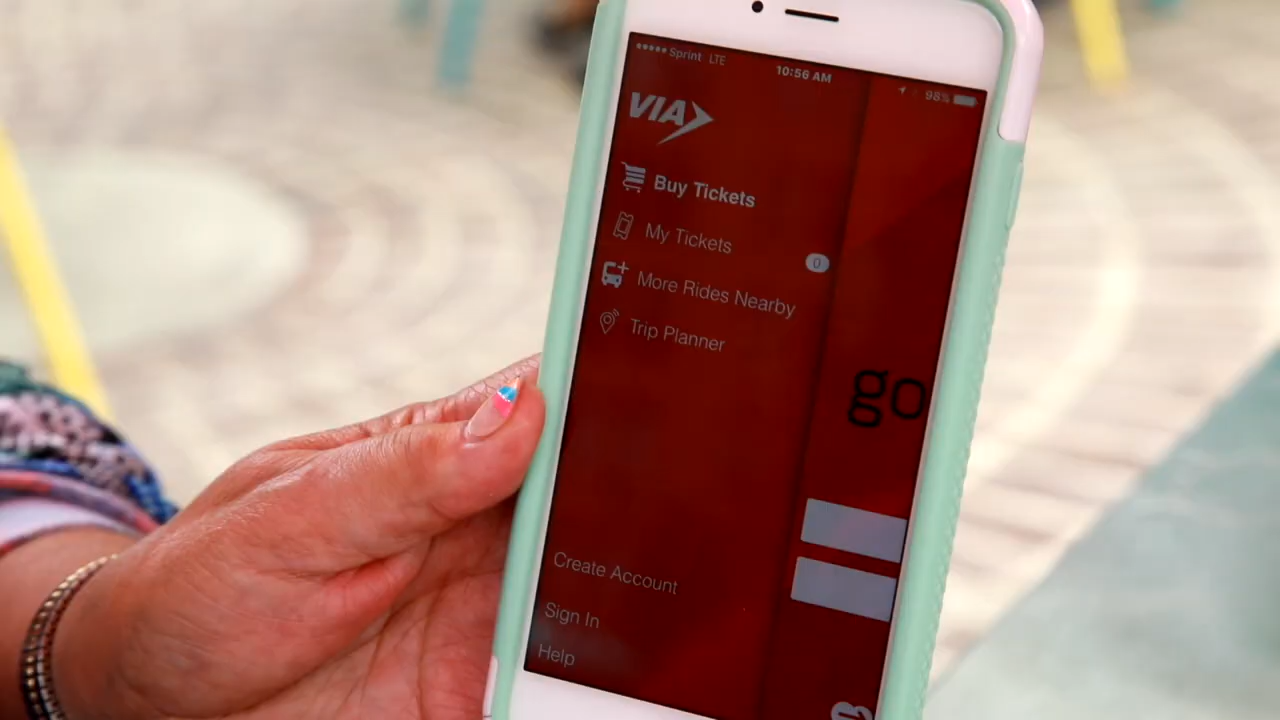 Sprint LTE
10:56 AM
98%
VIA
Buy Tickets
My Tickets
0
More Rides Nearby
Trip Planner
go
Create Account
Sign In
Help